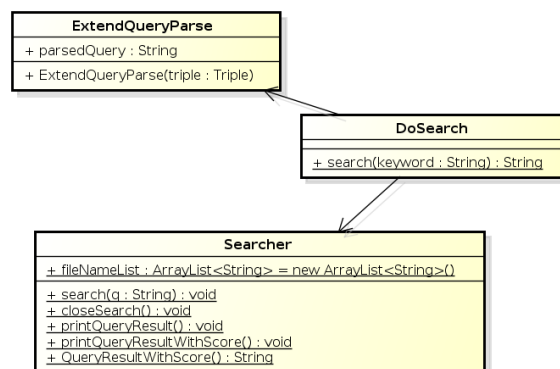 ExtendQueryParse
+ parsedQuery : String
+ ExtendQueryParse(triple : Triple)
DoSearch
+ search(keyword : String) : String
Searcher
+ fileNameList : ArrayList<String> = new ArrayList<String>()
+ search(q : String) : void
+ closeSearch() : void
+ printQueryResult() : void
+ printQueryResultWithScore() : void
+ QueryResultWithScore() : String